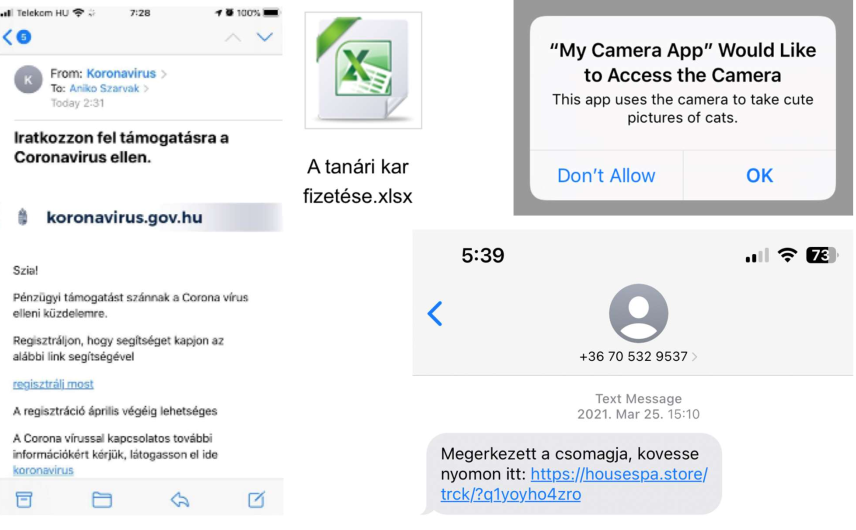 Telekom HU
7:28
100%
5
K
From: Koronavirus
To: Aniko Szarvak
Today 2:31
Iratkozzon fel támogatásra a
Coronavirus ellen.
koronavirus.gov.hu
Szia!
Pénzügyi támogatást szánnak a Corona vírus
elleni küzdelemre.
Regisztráljon, hogy segítséget kapjon az
alábbi link segítségével
regisztrálj most
A regisztráció április végéig lehetséges
A Corona vírussal kapcsolatos további
információkért kérjük, látogasson el ide
koronavirus
X
A tanári kar
fizetése.xlsx
“My Camera App” Would Like
to Access the Camera
This app uses the camera to take cute
pictures of cats.
Don’t Allow
OK
5:39
73
+36 70 532 9537
Text Message
2021. Mar 25. 15:10
Megerkezett a csomagja, kovesse
nyomon itt: https://housespa.store/
trck/?q1yoyho4zro